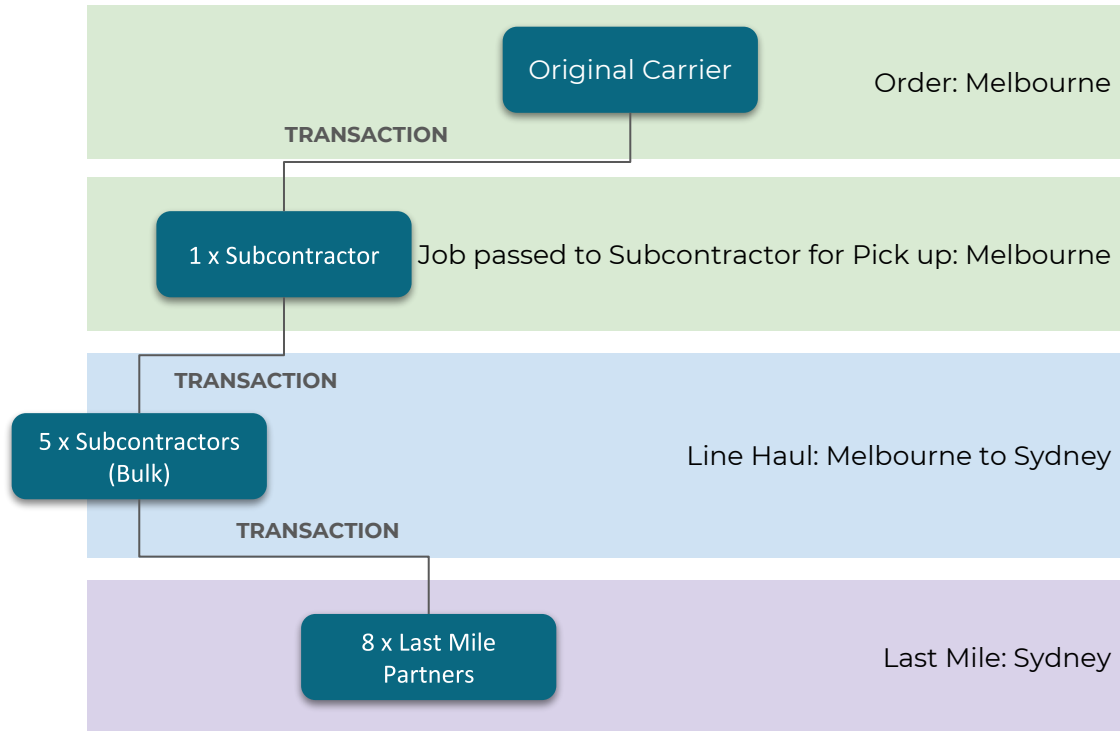 Original Carrier
Order: Melbourne
TRANSACTION
1 x Subcontractor
Job passed to Subcontractor for Pick up: Melbourne
TRANSACTION
5 x Subcontractors
(Bulk)
Line Haul: Melbourne to Sydney
TRANSACTION
8 x Last Mile
Partners
Last Mile: Sydney